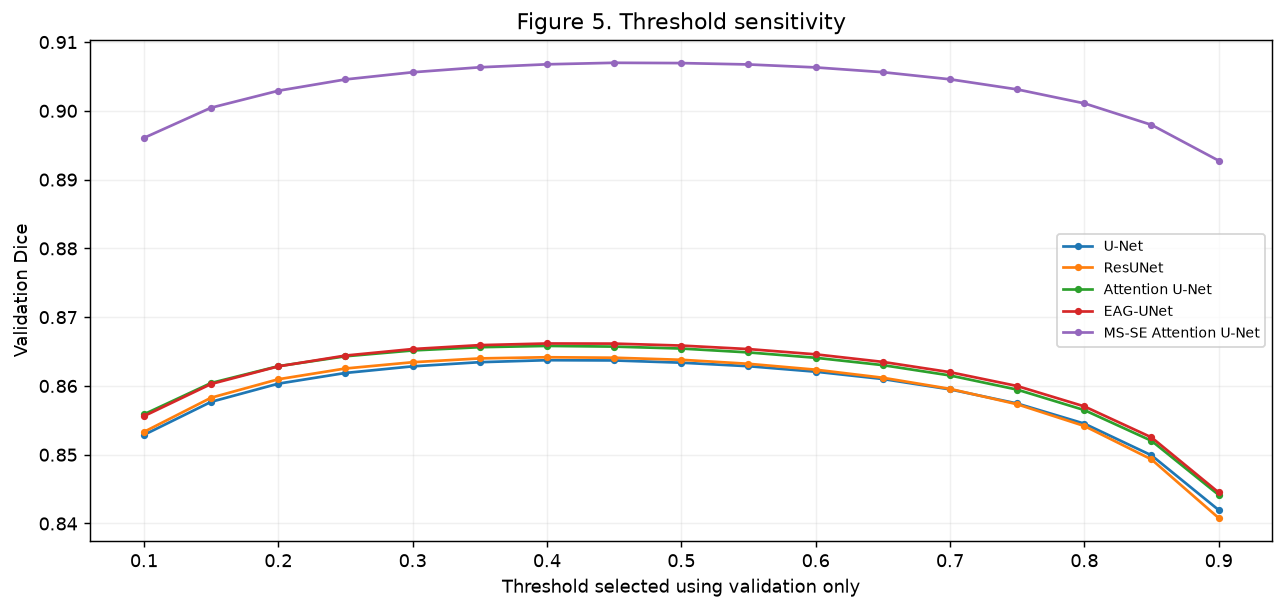 Figure 5. Threshold sensitivity
Validation Dice
0.91
0.90
0.89
0.88
0.87
0.86
0.85
0.84
U-Net
ResUNet
Attention U-Net
EAG-UNet
MS-SE Attention U-Net
0.1 0.2 0.3 0.4 0.5 0.6 0.7 0.8 0.9
Threshold selected using validation only